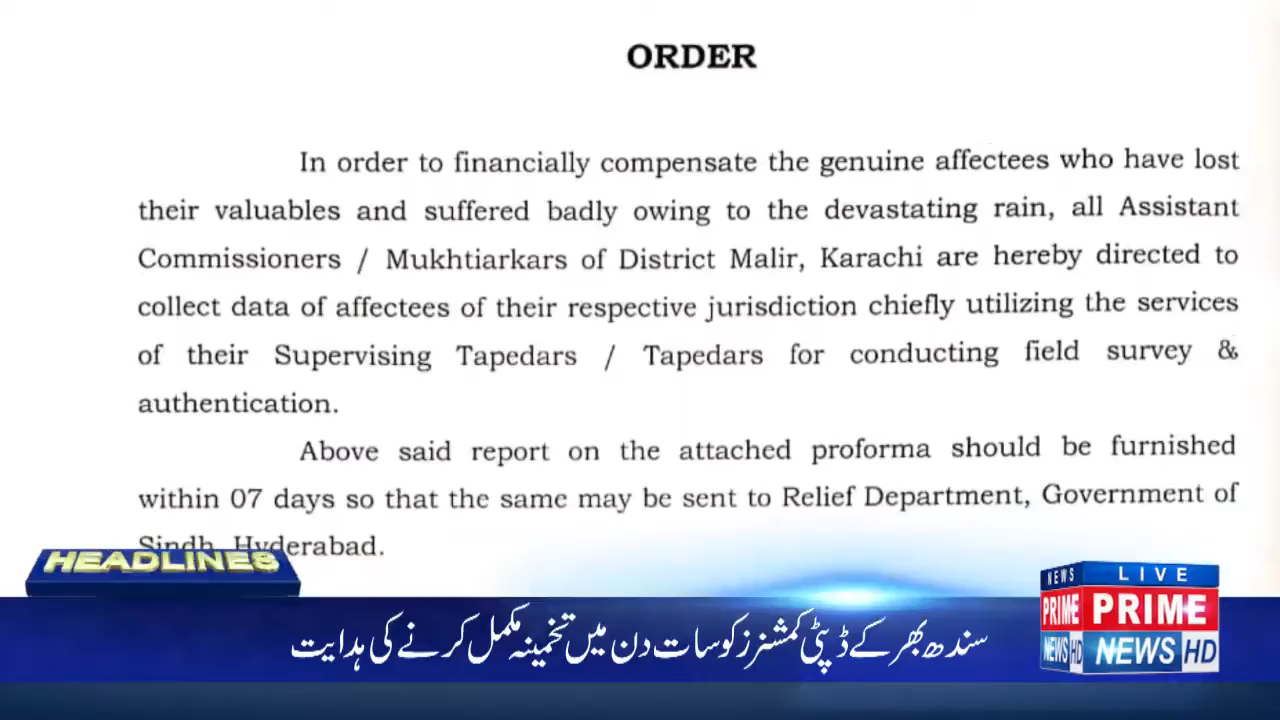 ORDER
In order to financially compensate the genuine affectees who have lost
their valuables and suffered badly owing to the devastating rain, all Assistant
Commissioners / Mukhtiarkars of District Malir, Karachi are hereby directed to
collect data of affectees of their respective jurisdiction chiefly utilizing the services
of their Supervising Tapedars / Tapedars for conducting field survey &
authentication.
Above said report on the attached proforma should be furnished
within 07 days so that the same may be sent to Relief Department, Government of
Sindh, Hyderabad.
HEADLINES
سندھ بھر کے ڈپٹی کمشنرز کو سات دن میں تخمینہ مکمل کرنے کی ہدایت
NEWS LIVE
PRIME PRIME
NEWS HD NEWS HD